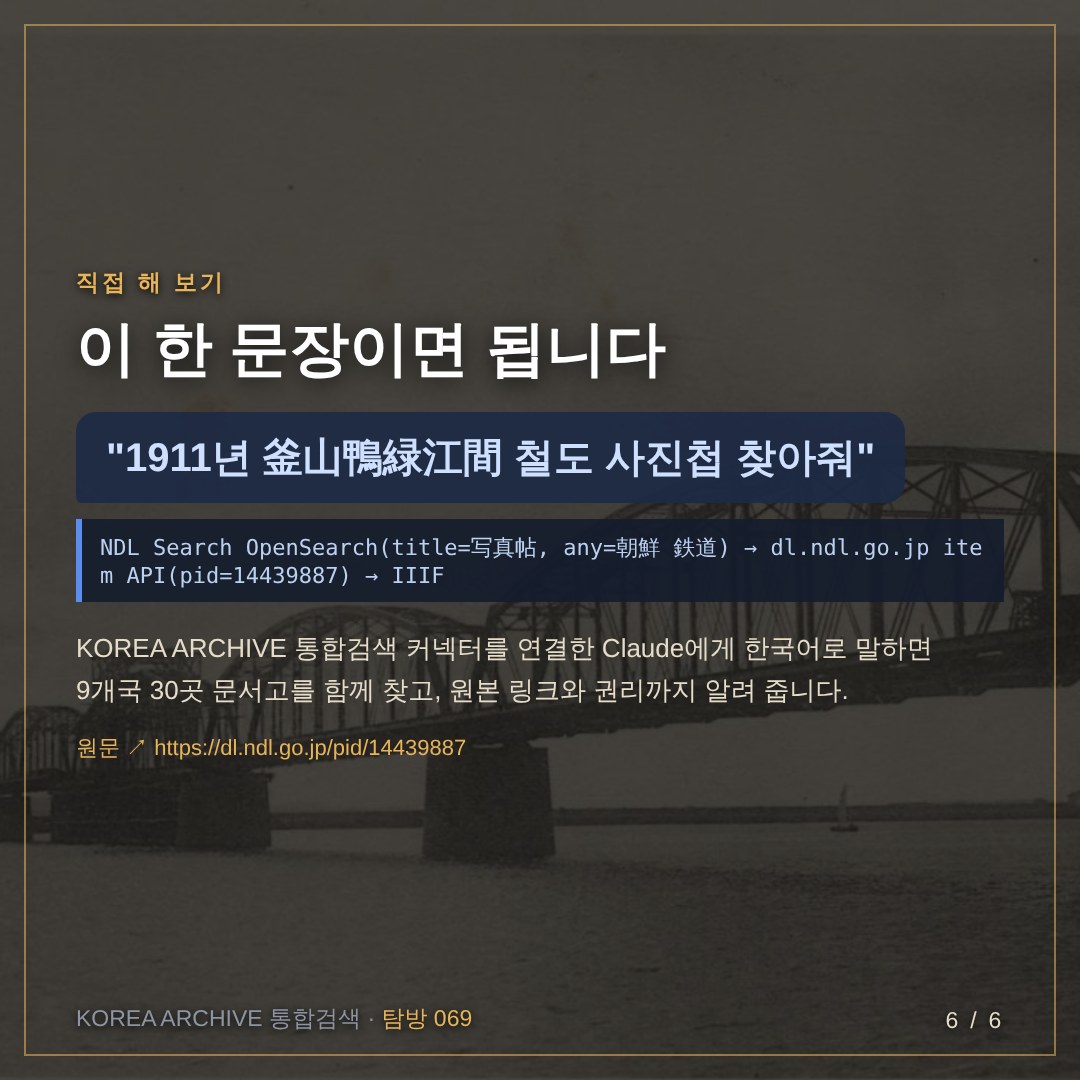 직접 해 보기
이 한 문장이면 됩니다
"1911년 釜山鴨緑江間 철도 사진첩 찾아줘"
NDL Search OpenSearch(title=写真帖, any=朝鮮 鉄道) → dl.ndl.go.jp ite
m API(pid=14439887) → IIIF
KOREA ARCHIVE 통합검색 커넥터를 연결한 Claude에게 한국어로 말하면
9개국 30곳 문서고를 함께 찾고, 원본 링크와 권리까지 알려 줍니다.
원문 ↗ https://dl.ndl.go.jp/pid/14439887
KOREA ARCHIVE 통합검색 · 탐방 069
6 / 6